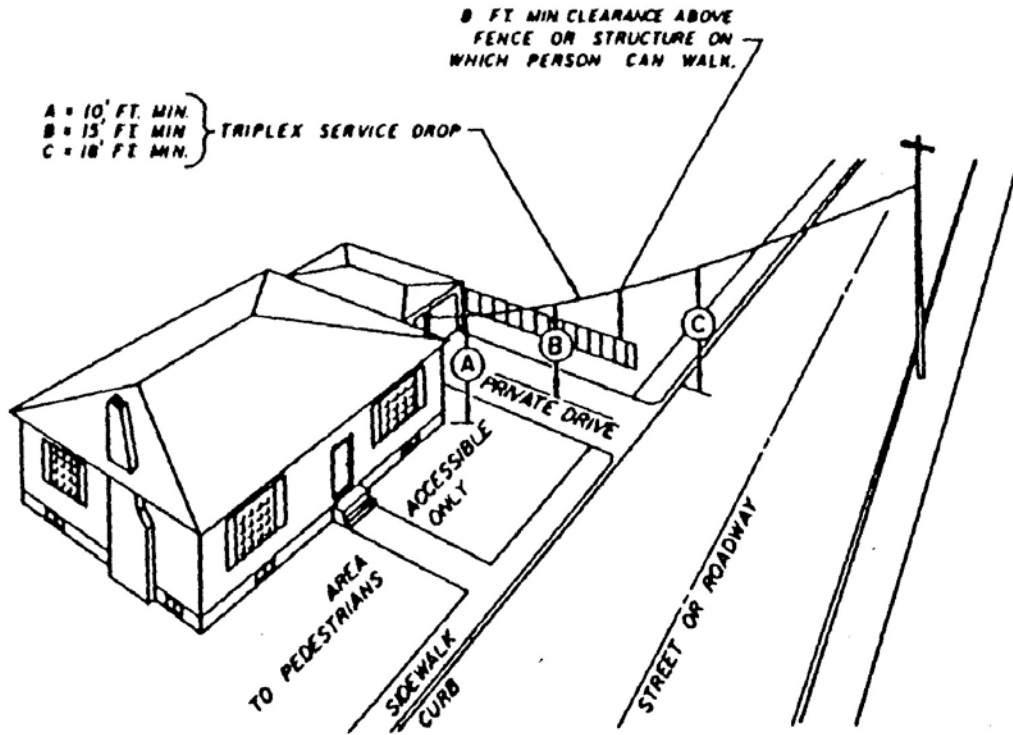 8 FT. MIN CLEARANCE ABOVE
FENCE OR STRUCTURE ON
WHICH PERSON CAN WALK.
A = 10' FT. MIN.
B = 15' FT. MIN
C = 18' FT. MIN.
TRIPLEX SERVICE DROP
A
B
C
PRIVATE DRIVE
ACCESSIBLE
ONLY
AREA
TO PEDESTRIANS
SIDEWALK
CURB
STREET OR ROADWAY